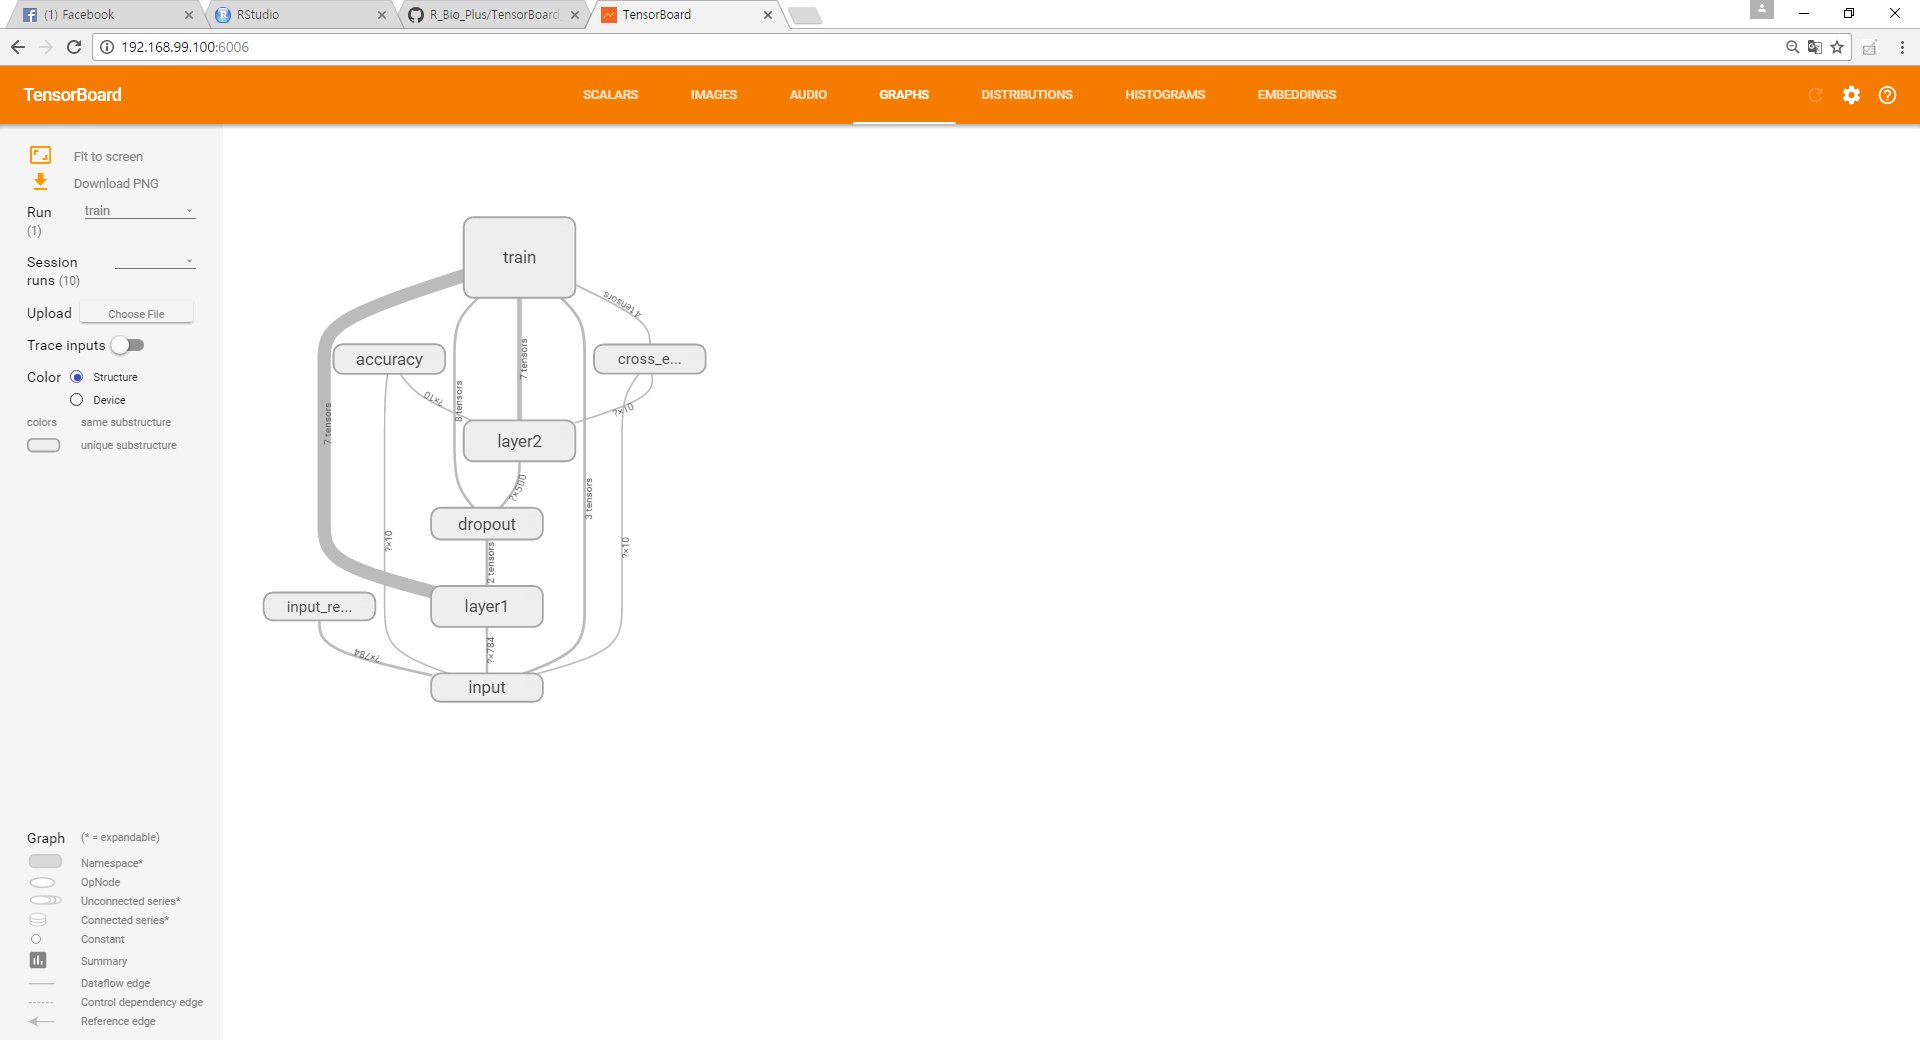 (1) Facebook
RStudio
R_Bio_Plus/TensorBoard_
TensorBoard
192.168.99.100:6006
TensorBoard
SCALARS
IMAGES
AUDIO
GRAPHS
DISTRIBUTIONS
HISTOGRAMS
EMBEDDINGS
Fit to screen
Download PNG
Run
(1)
train
Session
runs (10)
Upload
Choose File
Trace inputs
Color
Structure
Device
colors
same substructure
unique substructure
train
4 tensors
accuracy
7 tensors
cross_e...
?×10
8 tensors
?×10
7 tensors
layer2
?×500
3 tensors
dropout
?×10
?×10
2 tensors
input_re...
layer1
?×784
?×784
input
Graph
(* = expandable)
Namespace*
OpNode
Unconnected series*
Connected series*
Constant
Summary
Dataflow edge
Control dependency edge
Reference edge